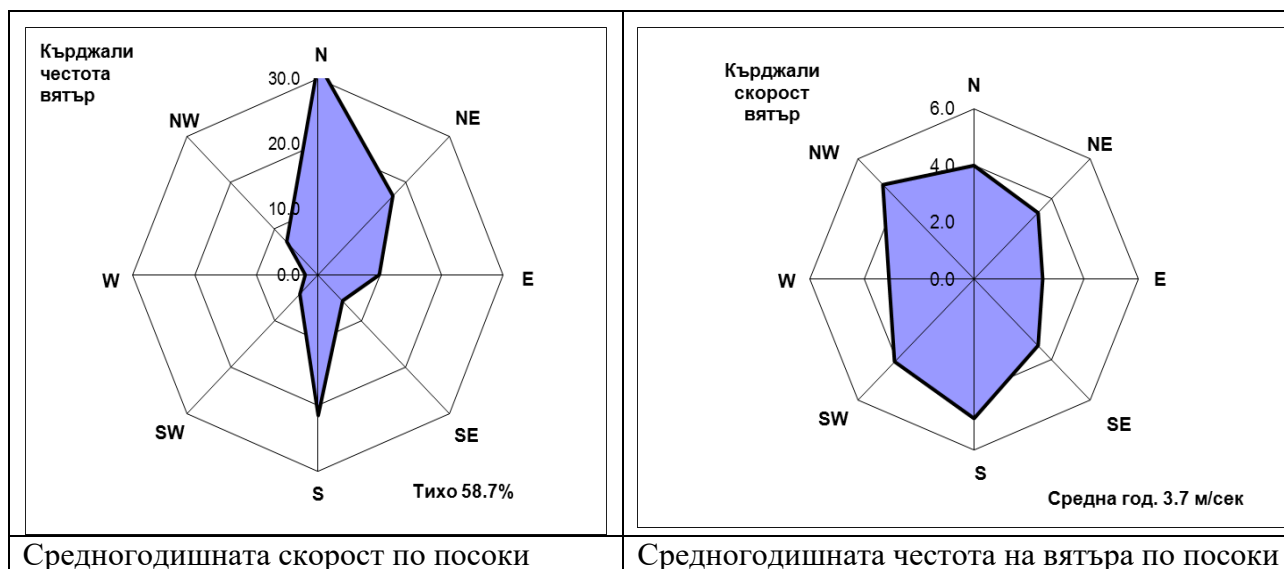 Кърджали
честота
вятър
N
30.0
NW
NE
20.0
10.0
W
0.0
E
SW
SE
S
Тихо 58.7%
Средногодишната скорост по посоки
Кърджали
скорост
вятър
N
6.0
NW
NE
4.0
2.0
W
0.0
E
SW
SE
S
Средна год. 3.7 м/сек
Средногодишната честота на вятъра по посоки